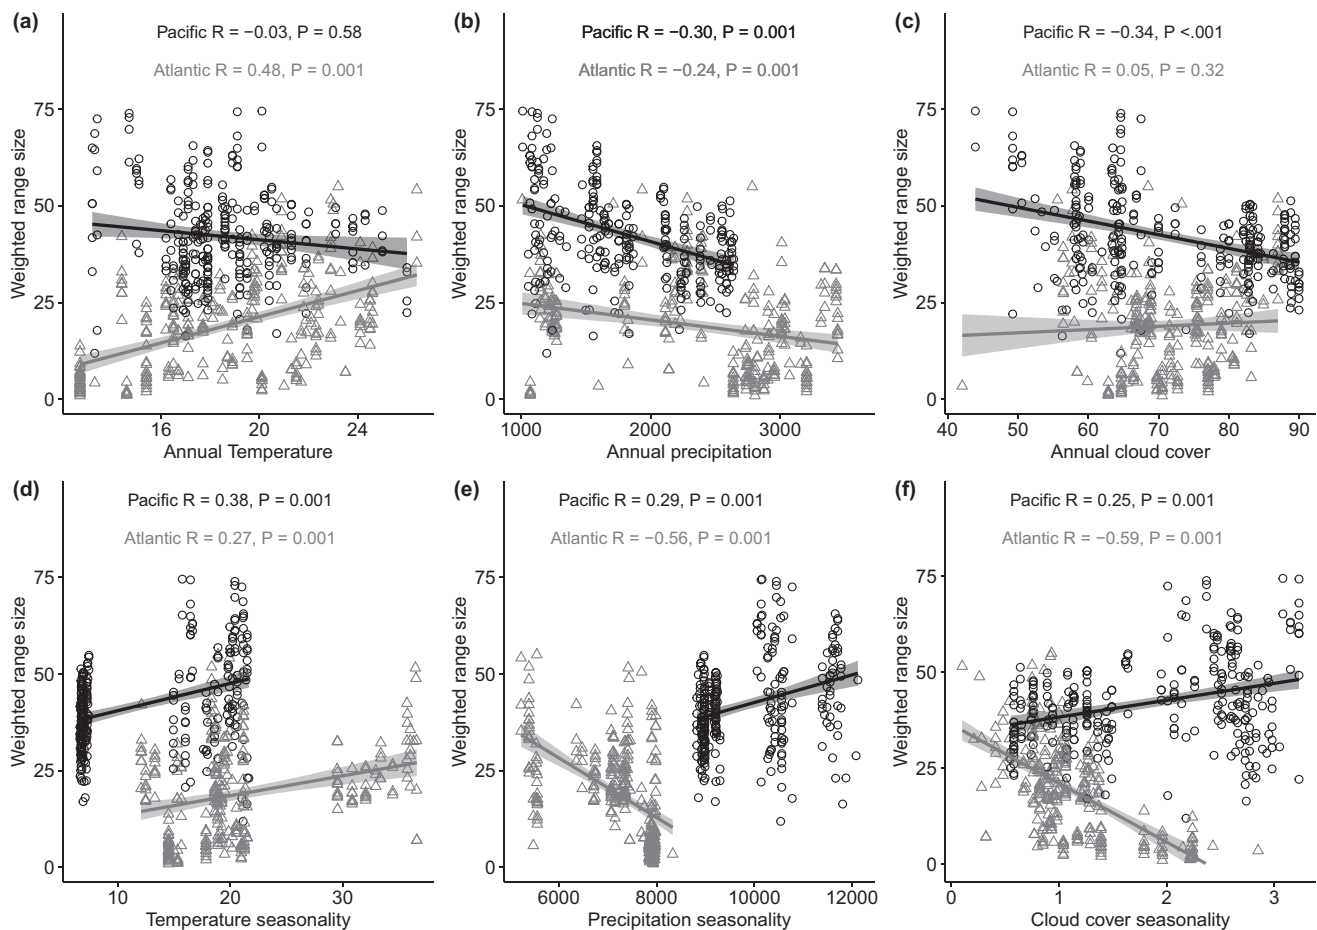 (a)
Pacific R = −0.03, P = 0.58
Atlantic R = 0.48, P = 0.001
Weighted range size
75
50
25
0
16 20 24
Annual Temperature
(b)
Pacific R = −0.30, P = 0.001
Atlantic R = −0.24, P = 0.001
Weighted range size
75
50
25
0
1000 2000 3000
Annual precipitation
(c)
Pacific R = −0.34, P <.001
Atlantic R = 0.05, P = 0.32
Weighted range size
75
50
25
0
40 50 60 70 80 90
Annual cloud cover
(d)
Pacific R = 0.38, P = 0.001
Atlantic R = 0.27, P = 0.001
Weighted range size
75
50
25
0
10 20 30
Temperature seasonality
(e)
Pacific R = 0.29, P = 0.001
Atlantic R = −0.56, P = 0.001
Weighted range size
75
50
25
0
6000 8000 10000 12000
Precipitation seasonality
(f)
Pacific R = 0.25, P = 0.001
Atlantic R = −0.59, P = 0.001
Weighted range size
75
50
25
0
0 1 2 3
Cloud cover seasonality